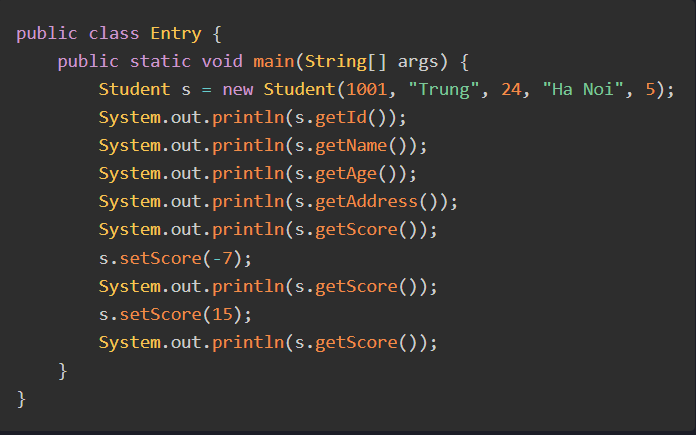 public class Entry {
    public static void main(String[] args) {
        Student s = new Student(1001, "Trung", 24, "Ha Noi", 5);
        System.out.println(s.getId());
        System.out.println(s.getName());
        System.out.println(s.getAge());
        System.out.println(s.getAddress());
        System.out.println(s.getScore());
        s.setScore(-7);
        System.out.println(s.getScore());
        s.setScore(15);
        System.out.println(s.getScore());
    }
}